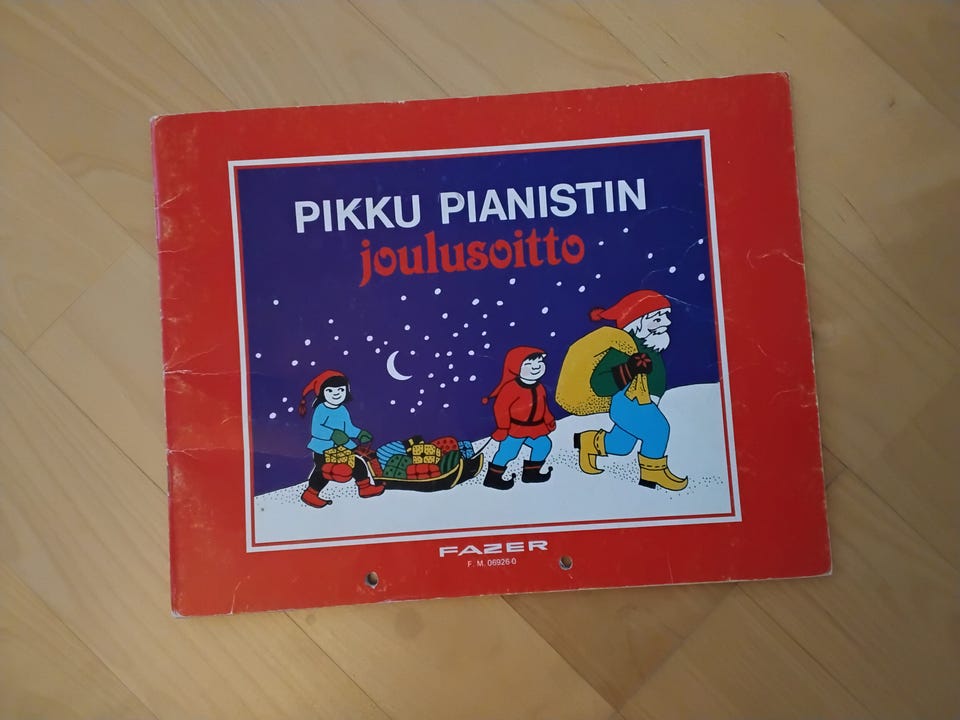 PIKKU PIANISTIN
joulusoitto
FAZER
F. M. 06926-0